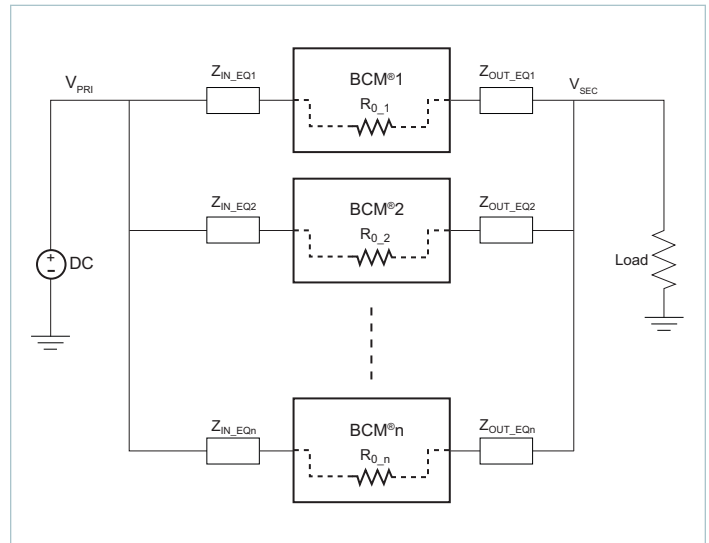 V_PRI
Z_IN_EQ1
BCM®1
R_0_1
Z_OUT_EQ1
V_SEC
Z_IN_EQ2
BCM®2
R_0_2
Z_OUT_EQ2
+
−
DC
Load
Z_IN_EQn
BCM®n
R_0_n
Z_OUT_EQn